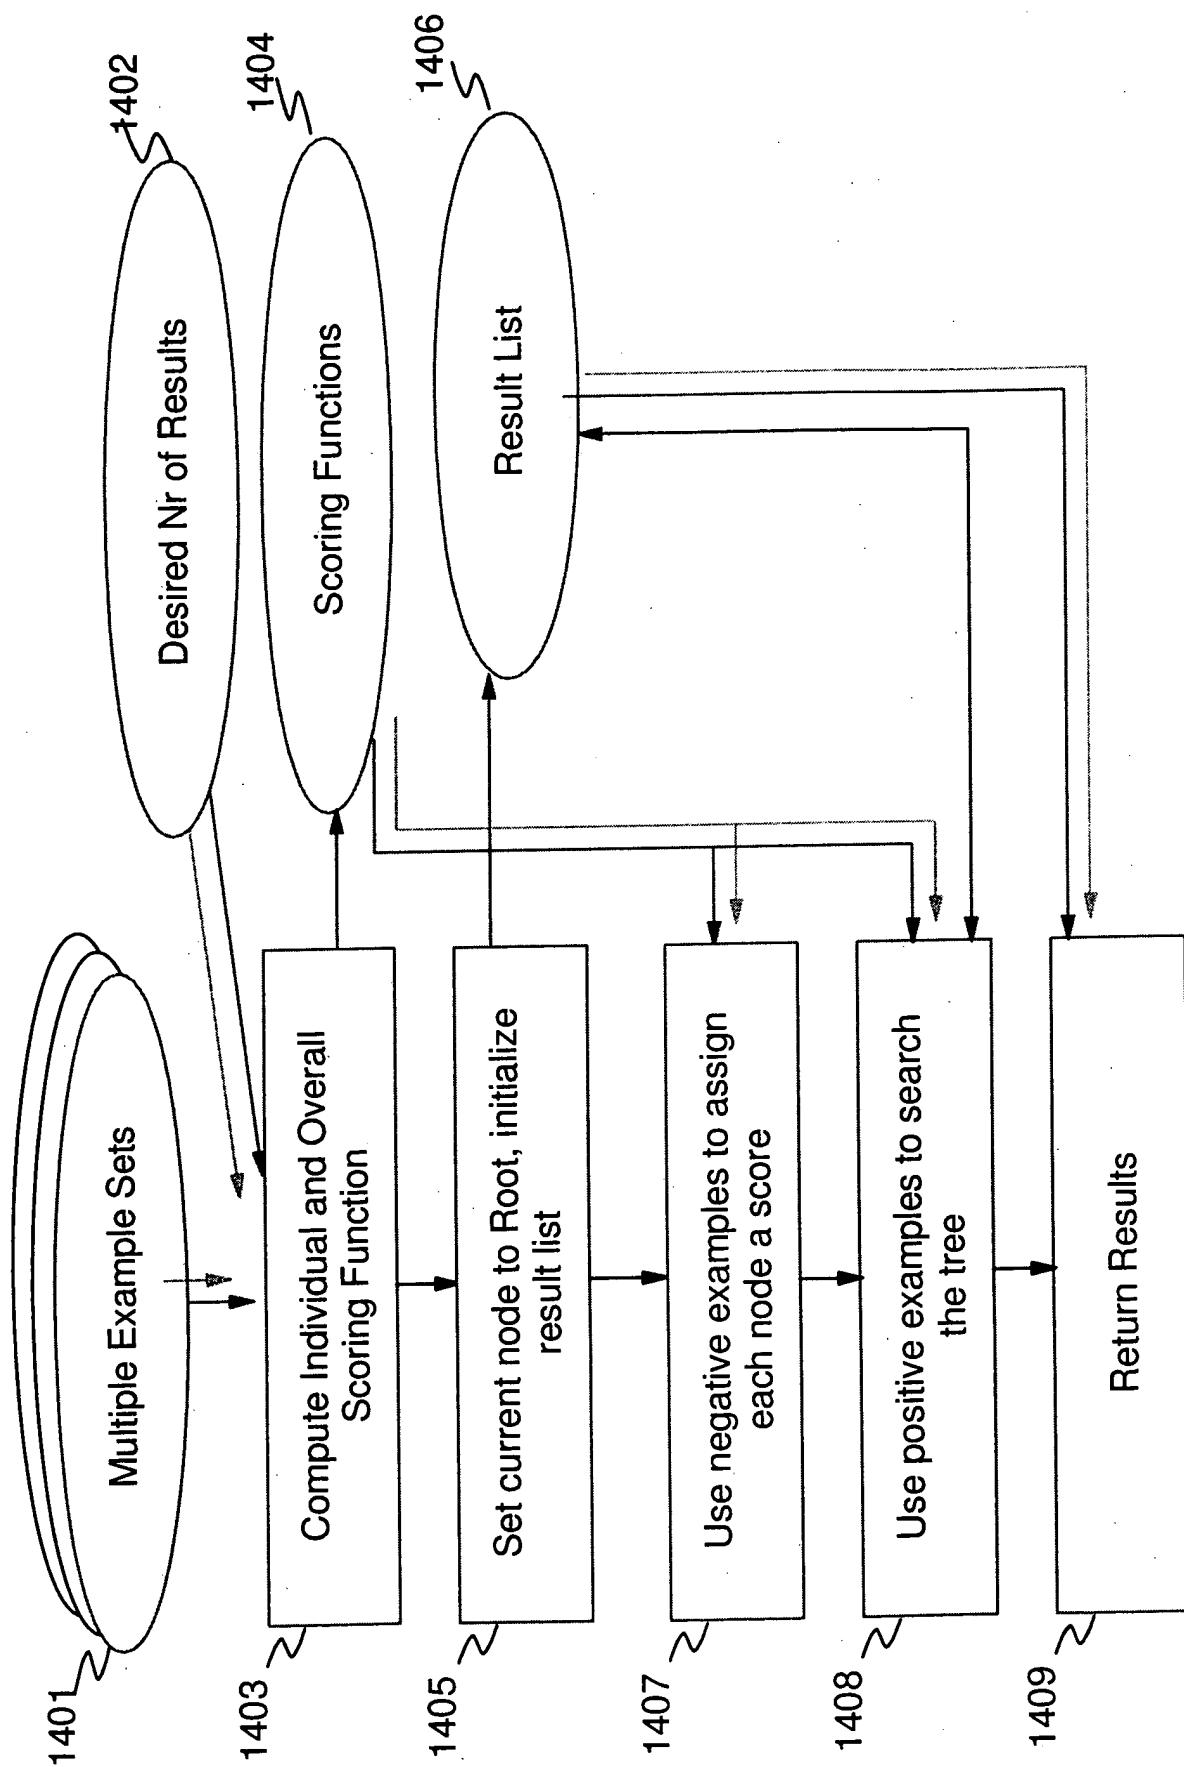 1401
Multiple Example Sets
1402
Desired Nr of Results
1403
Compute Individual and Overall
Scoring Function
1404
Scoring Functions
1405
Set current node to Root, initialize
result list
1406
Result List
1407
Use negative examples to assign
each node a score
1408
Use positive examples to search
the tree
1409
Return Results